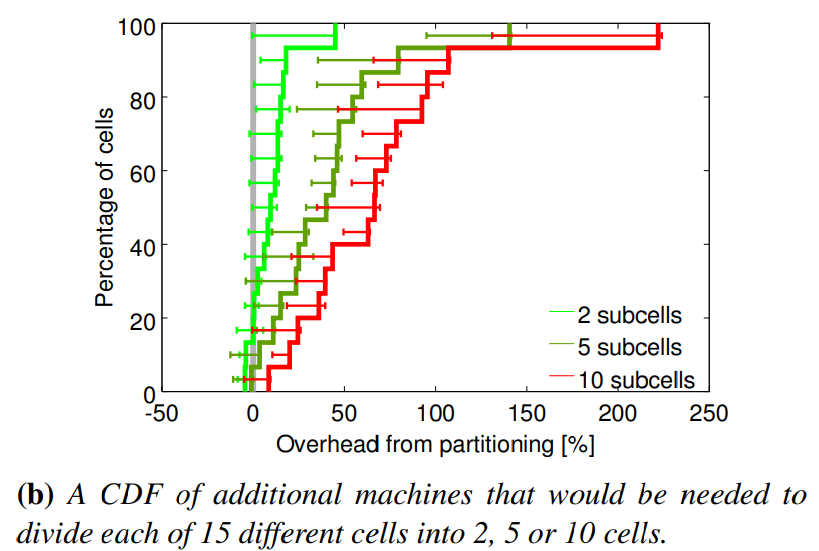 100
80
60
40
20
0
Percentage of cells
2 subcells
5 subcells
10 subcells
-50 0 50 100 150 200 250
Overhead from partitioning [%]
(b) A CDF of additional machines that would be needed to
divide each of 15 different cells into 2, 5 or 10 cells.